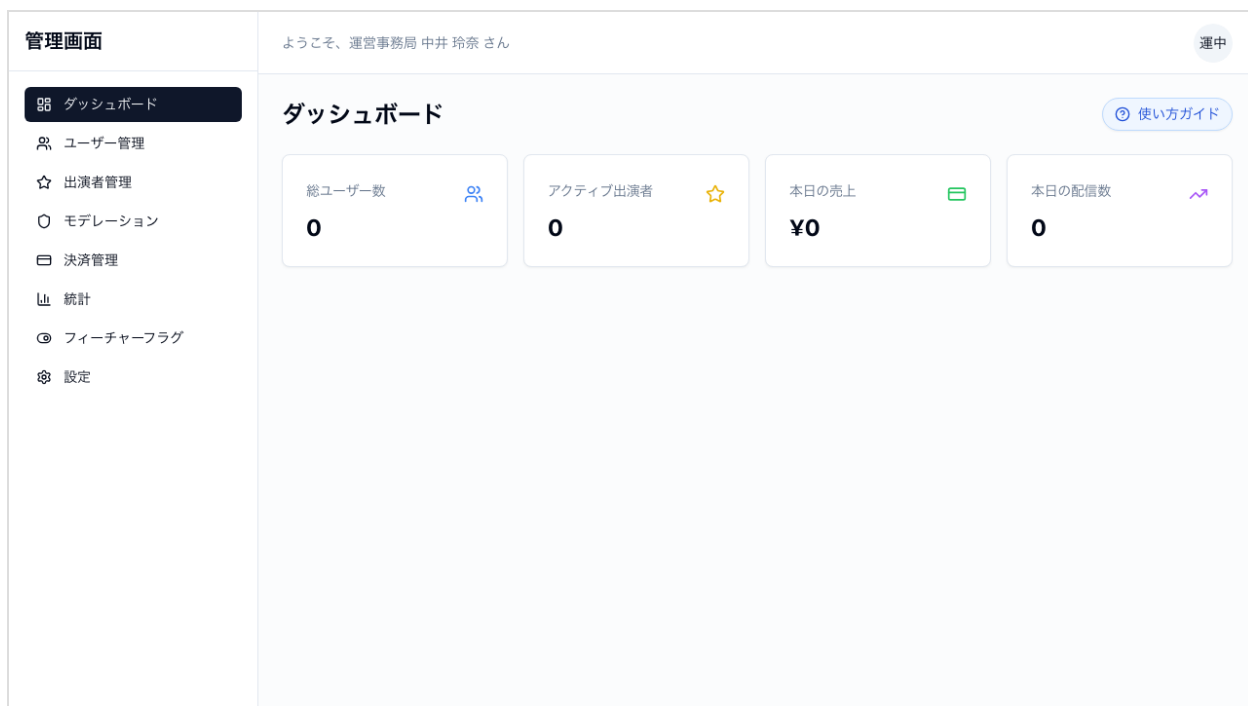 管理画面
ダッシュボード
ユーザー管理
出演者管理
モデレーション
決済管理
統計
フィーチャーフラグ
設定
ようこそ、運営事務局 中井 玲奈 さん
運中
ダッシュボード
使い方ガイド
総ユーザー数
0
アクティブ出演者
0
本日の売上
¥0
本日の配信数
0